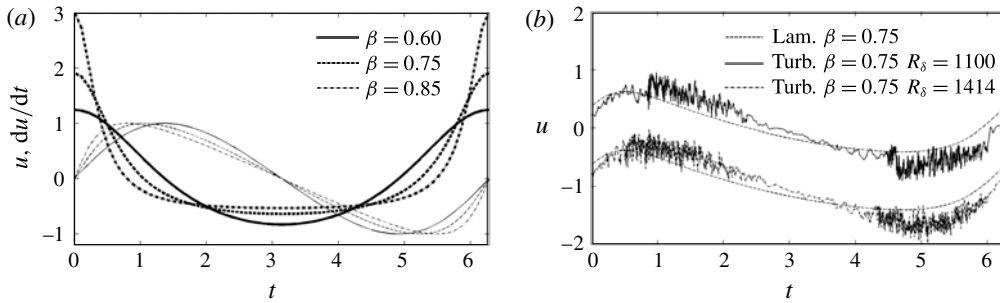 (a)
3
2
1
0
−1
u, du/dt
β = 0.60
β = 0.75
β = 0.85
0 1 2 3 4 5 6
t
(b)
2
1
0
−1
−2
u
Lam. β = 0.75
Turb. β = 0.75 Rδ = 1100
Turb. β = 0.75 Rδ = 1414
0 1 2 3 4 5 6
t